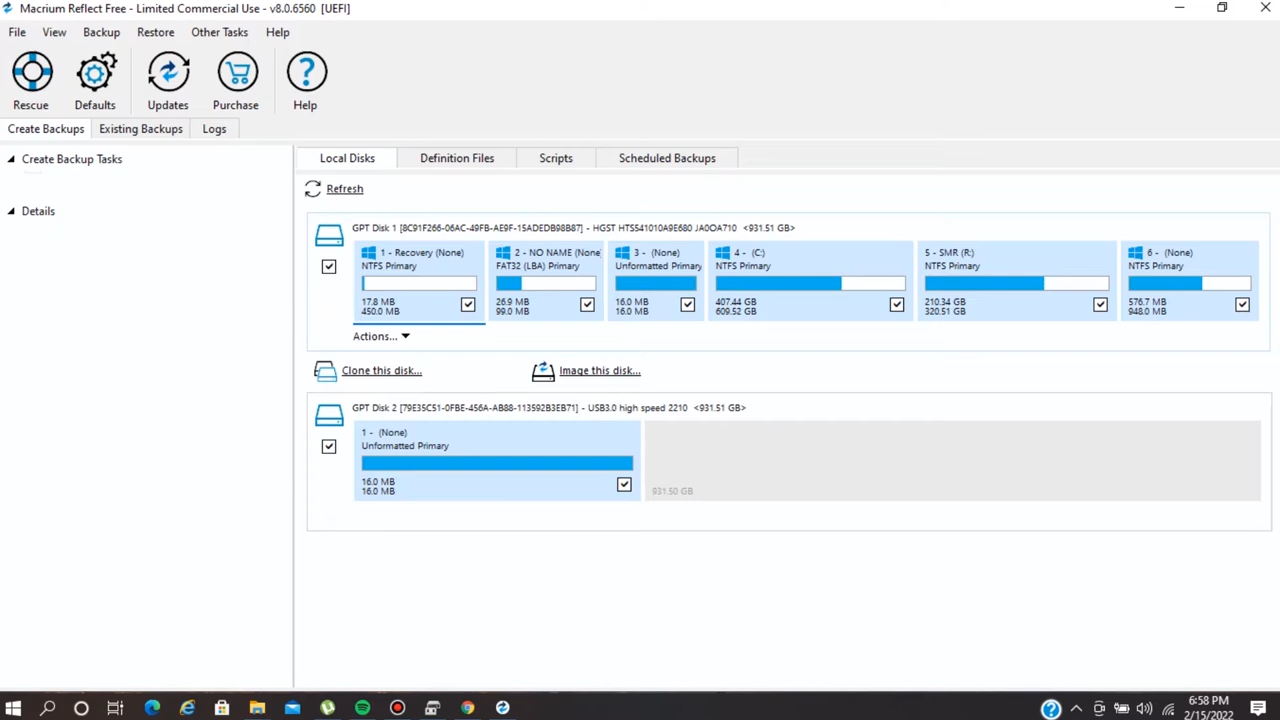 Macrium Reflect Free - Limited Commercial Use - v8.0.6560 [UEFI]
File View Backup Restore Other Tasks Help
Rescue Defaults Updates Purchase Help
Create Backups Existing Backups Logs
Create Backup Tasks
Details
Local Disks Definition Files Scripts Scheduled Backups
Refresh
GPT Disk 1 [8C91F266-06AC-49FB-AE9F-15ADEDB98B87] - HGST HTS541010A9E680 JA0OA710 <931.51 GB>
1 - Recovery (None)
NTFS Primary
17.8 MB
450.0 MB
2 - NO NAME (None
FAT32 (LBA) Primary
26.9 MB
99.0 MB
3 - (None)
Unformatted Primary
16.0 MB
16.0 MB
4 - (C:)
NTFS Primary
407.44 GB
609.52 GB
5 - SMR (R:)
NTFS Primary
210.34 GB
320.51 GB
6 - (None)
NTFS Primary
576.7 MB
948.0 MB
Actions...
Clone this disk... Image this disk...
GPT Disk 2 [79E35C51-0FBE-456A-AB88-113592B3EB71] - USB3.0 high speed 2210 <931.51 GB>
1 - (None)
Unformatted Primary
16.0 MB
16.0 MB
931.50 GB
6:58 PM
2/15/2022